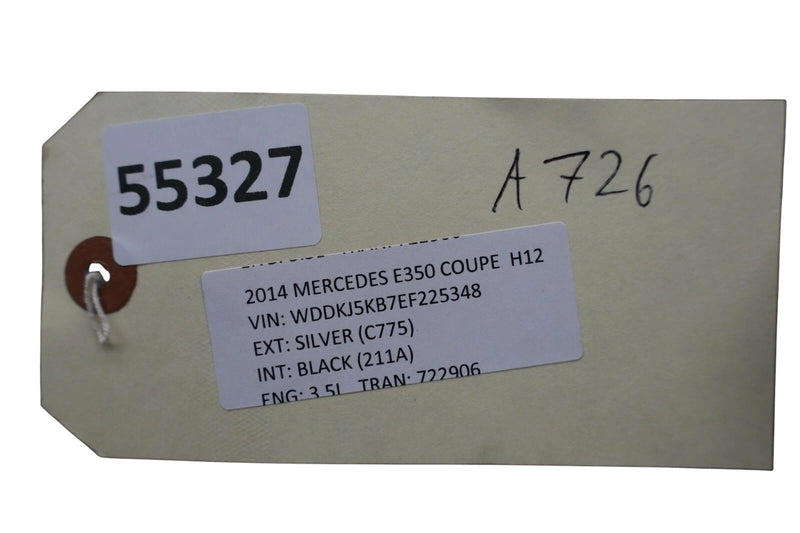 55327
A726
2014 MERCEDES E350 COUPE H12
VIN: WDDKJ5KB7EF225348
EXT: SILVER (C775)
INT: BLACK (211A)
ENG: 3.5L TRAN: 722906